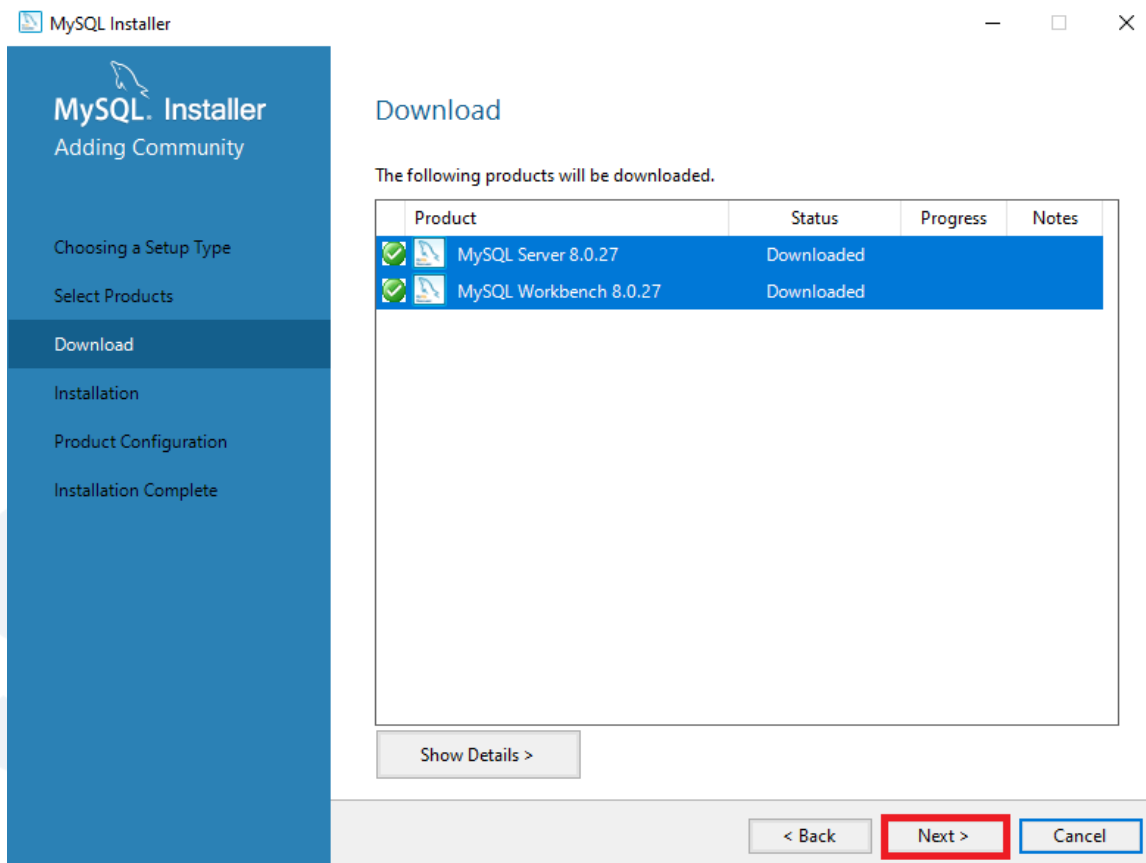 MySQL Installer
MySQL. Installer
Adding Community
Choosing a Setup Type
Select Products
Download
Installation
Product Configuration
Installation Complete
Download
The following products will be downloaded.
Product Status Progress Notes
MySQL Server 8.0.27 Downloaded
MySQL Workbench 8.0.27 Downloaded
Show Details >
< Back Next > Cancel